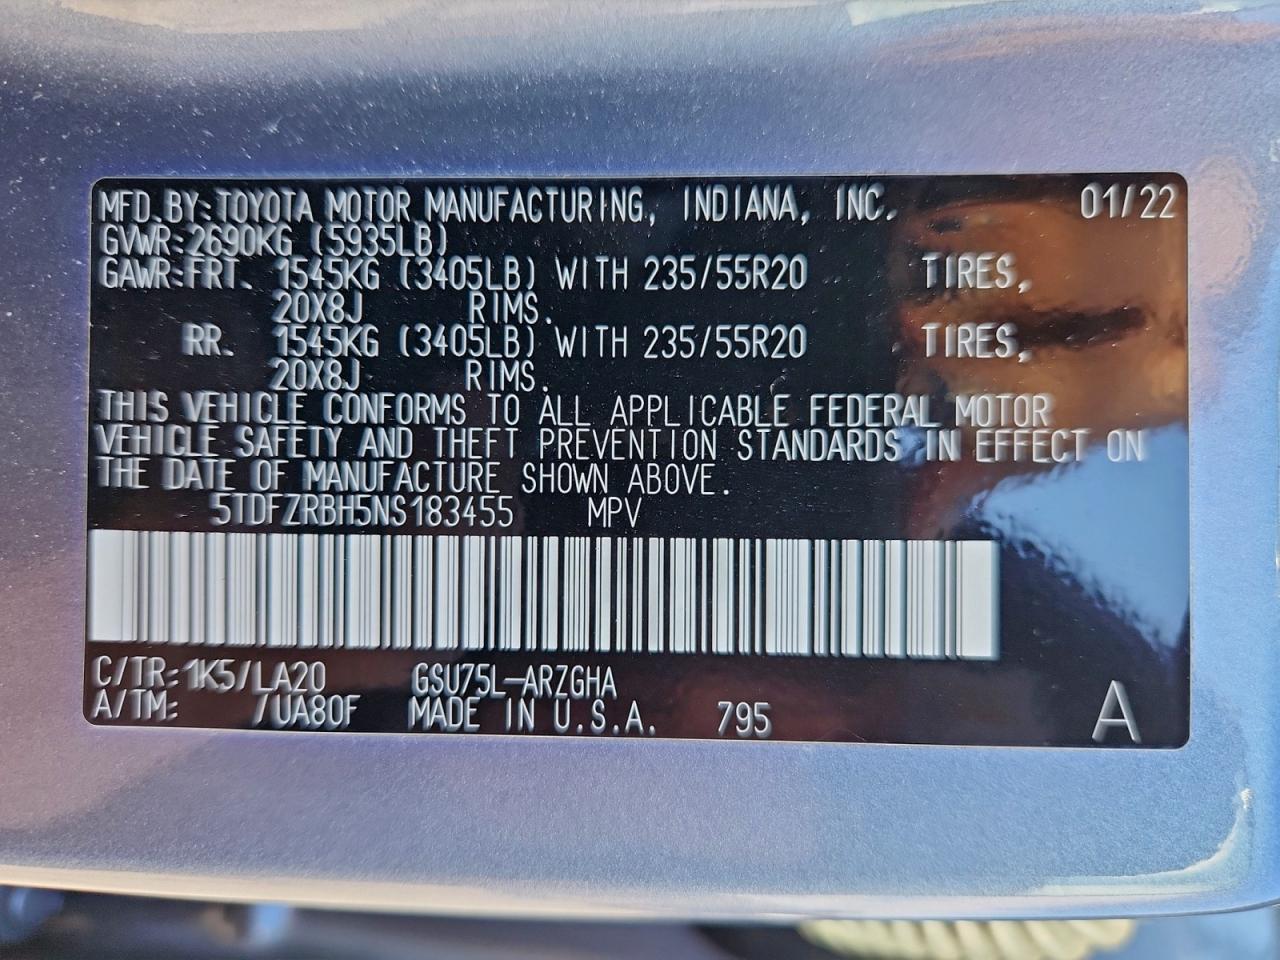 MFD.BY:TOYOTA MOTOR MANUFACTURING, INDIANA, INC. 01/22
GVWR:2690KG (5935LB)
GAWR:FRT. 1545KG (3405LB) WITH 235/55R20 TIRES,
20X8J RIMS.
RR. 1545KG (3405LB) WITH 235/55R20 TIRES,
20X8J RIMS.
THIS VEHICLE CONFORMS TO ALL APPLICABLE FEDERAL MOTOR
VEHICLE SAFETY AND THEFT PREVENTION STANDARDS IN EFFECT ON
THE DATE OF MANUFACTURE SHOWN ABOVE.
5TDFZRBH5NS183455 MPV
C/TR:1K5/LA20 GSU75L-ARZGHA
A/TM: /UA80F MADE IN U.S.A. 795 A